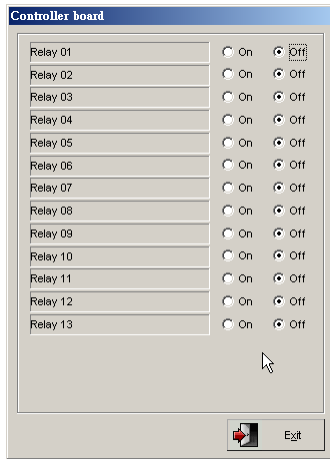 Controller board
Relay 01 On Off
Relay 02 On Off
Relay 03 On Off
Relay 04 On Off
Relay 05 On Off
Relay 06 On Off
Relay 07 On Off
Relay 08 On Off
Relay 09 On Off
Relay 10 On Off
Relay 11 On Off
Relay 12 On Off
Relay 13 On Off
Exit